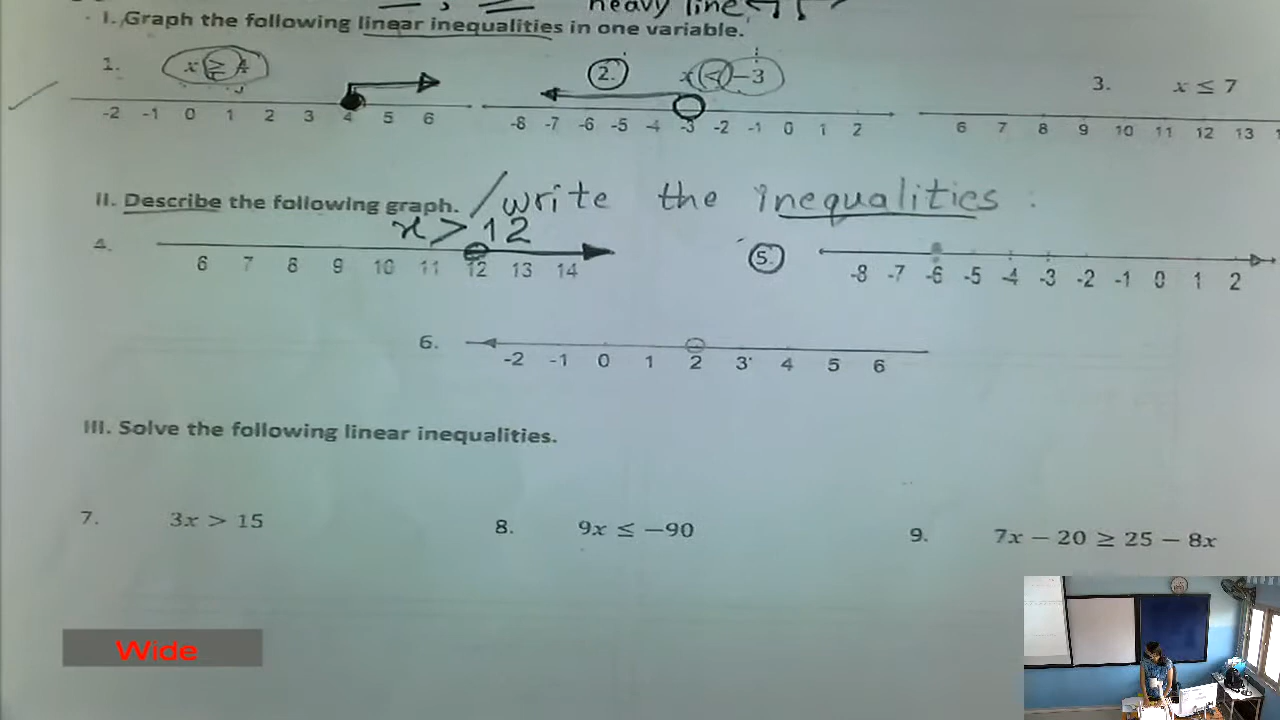 heavy line
I. Graph the following linear inequalities in one variable.
1. x ≥ 4
2. x < -3
3. x ≤ 7
-2 -1 0 1 2 3 4 5 6
-8 -7 -6 -5 -4 -3 -2 -1 0 1 2
6 7 8 9 10 11 12 13
II. Describe the following graph. / write the inequalities :
x > 12
4.
6 7 8 9 10 11 12 13 14
5.
-8 -7 -6 -5 -4 -3 -2 -1 0 1 2
6.
-2 -1 0 1 2 3 4 5 6
III. Solve the following linear inequalities.
7. 3x > 15
8. 9x ≤ −90
9. 7x − 20 ≥ 25 − 8x
Wide